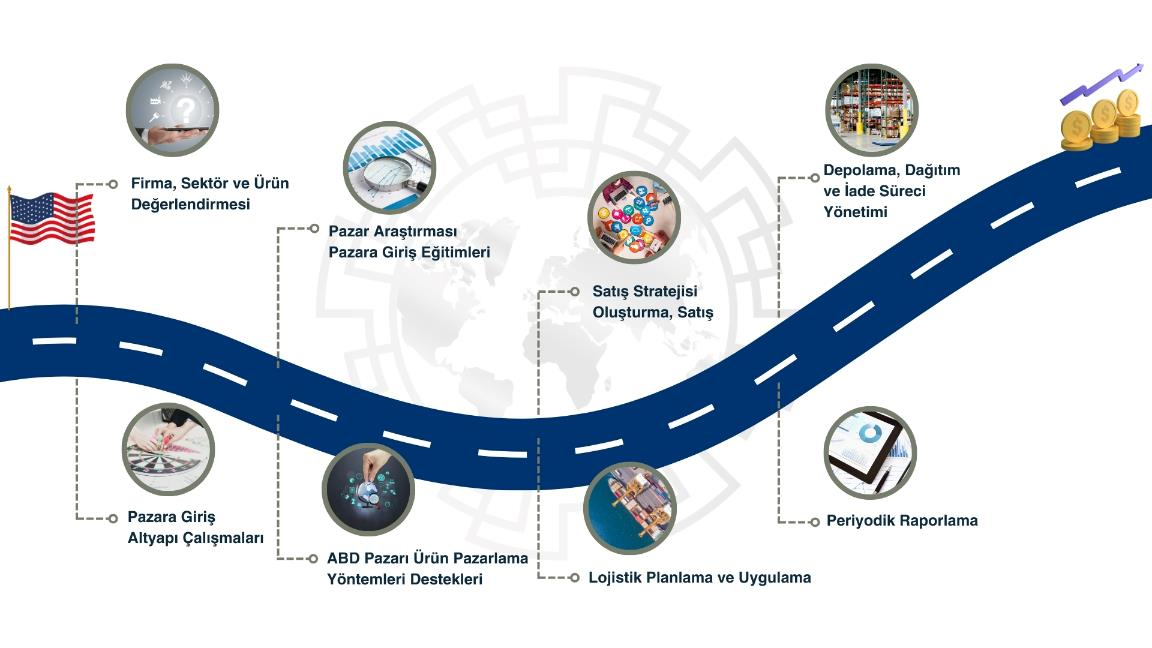 Firma, Sektör ve Ürün
Değerlendirmesi
Pazara Giriş
Altyapı Çalışmaları
Pazar Araştırması
Pazara Giriş Eğitimleri
ABD Pazarı Ürün Pazarlama
Yöntemleri Destekleri
Satış Stratejisi
Oluşturma, Satış
Lojistik Planlama ve Uygulama
Depolama, Dağıtım
ve İade Süreci
Yönetimi
Periyodik Raporlama